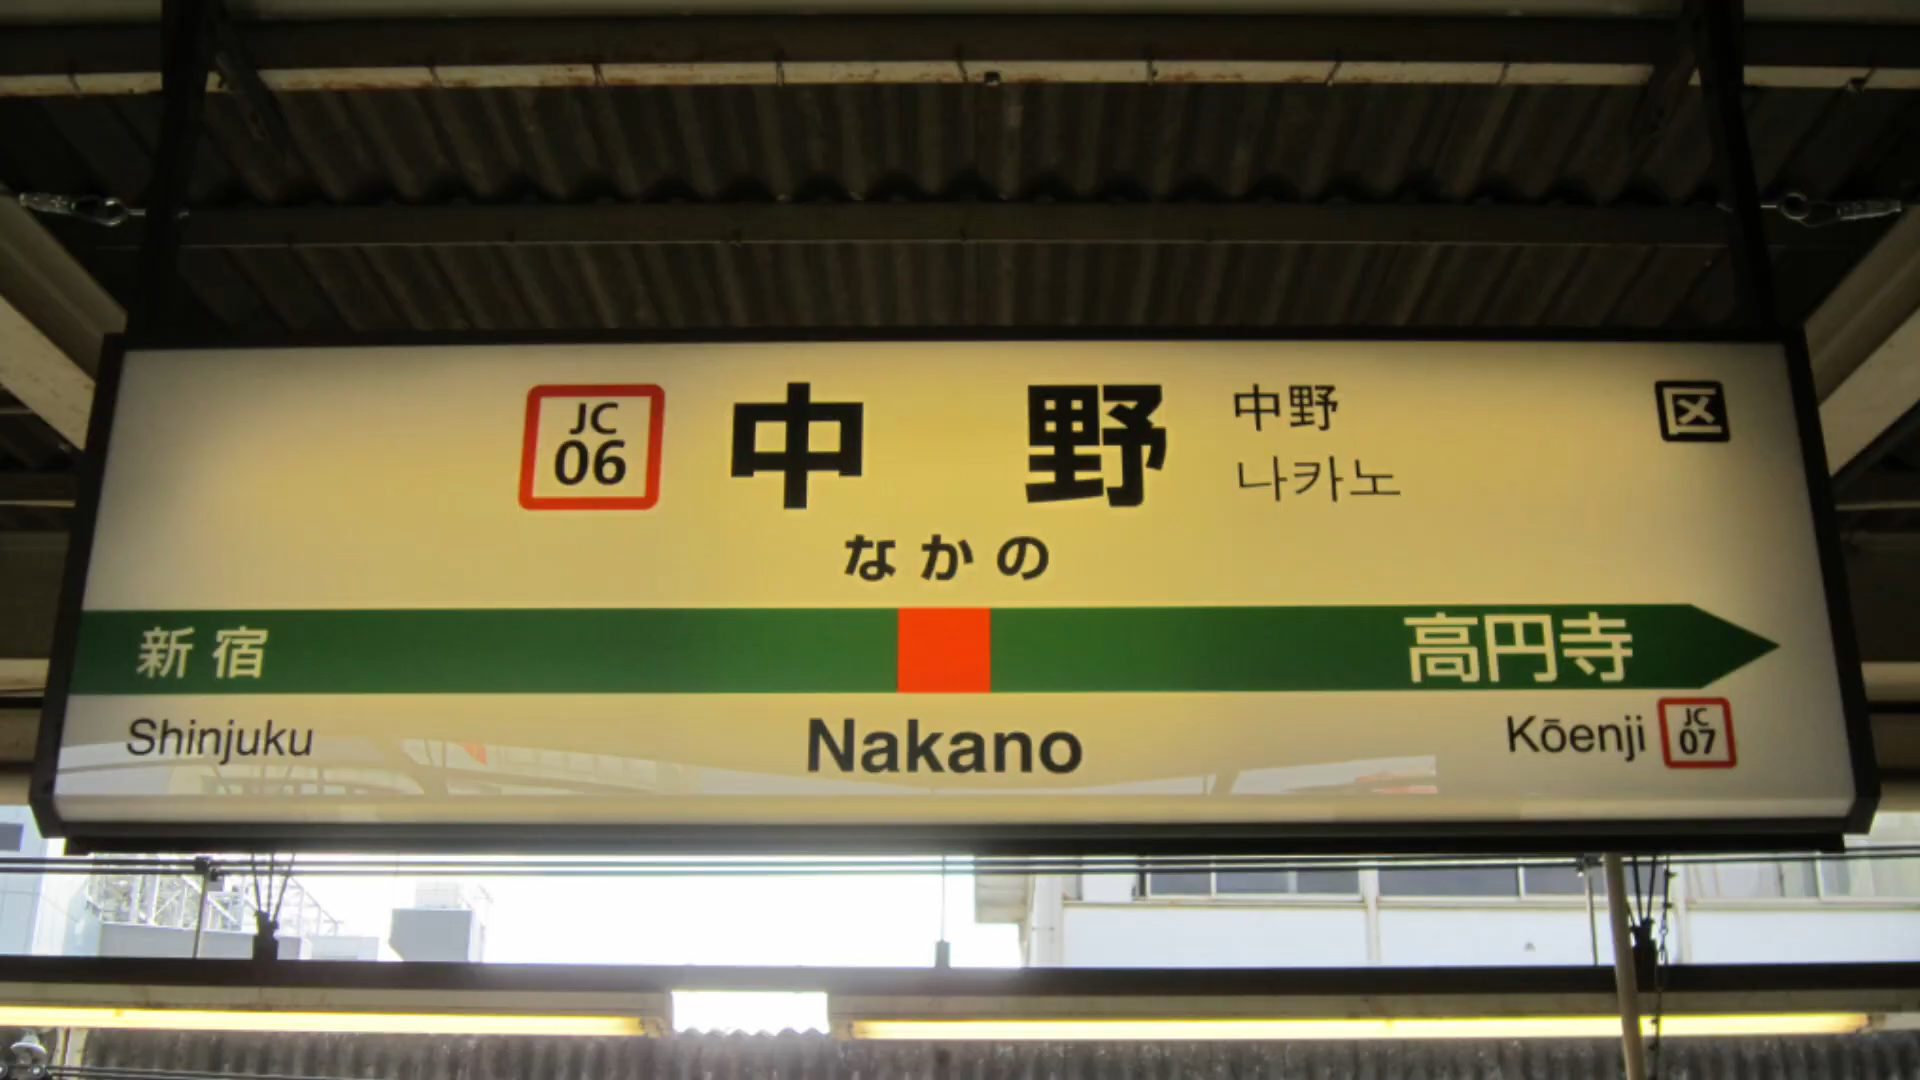 JC
06
中野
中野
나카노
区
なかの
新宿
高円寺
Shinjuku
Nakano
Kōenji
JC
07